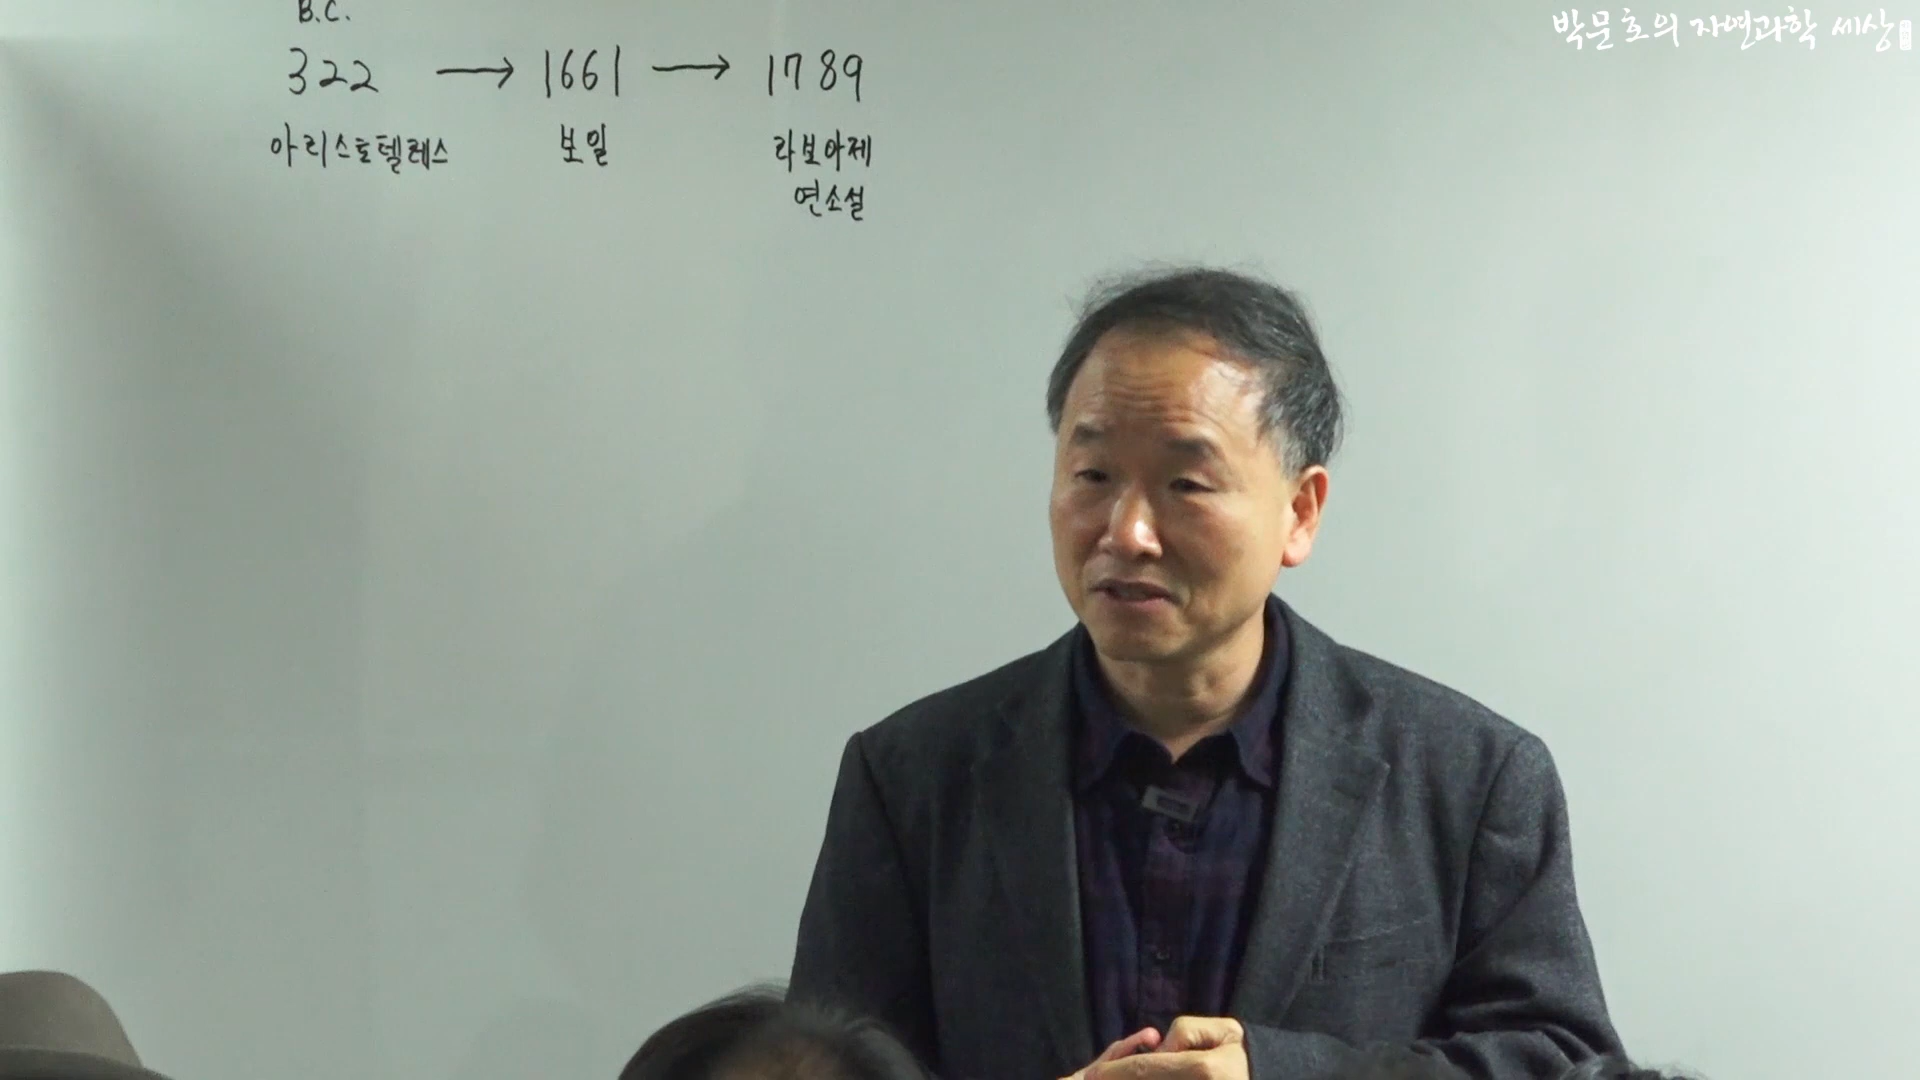 박문호의 자연과학 세상
B.C.
322 → 1661 → 1789
아리스토텔레스 보일 라보아제
연소설